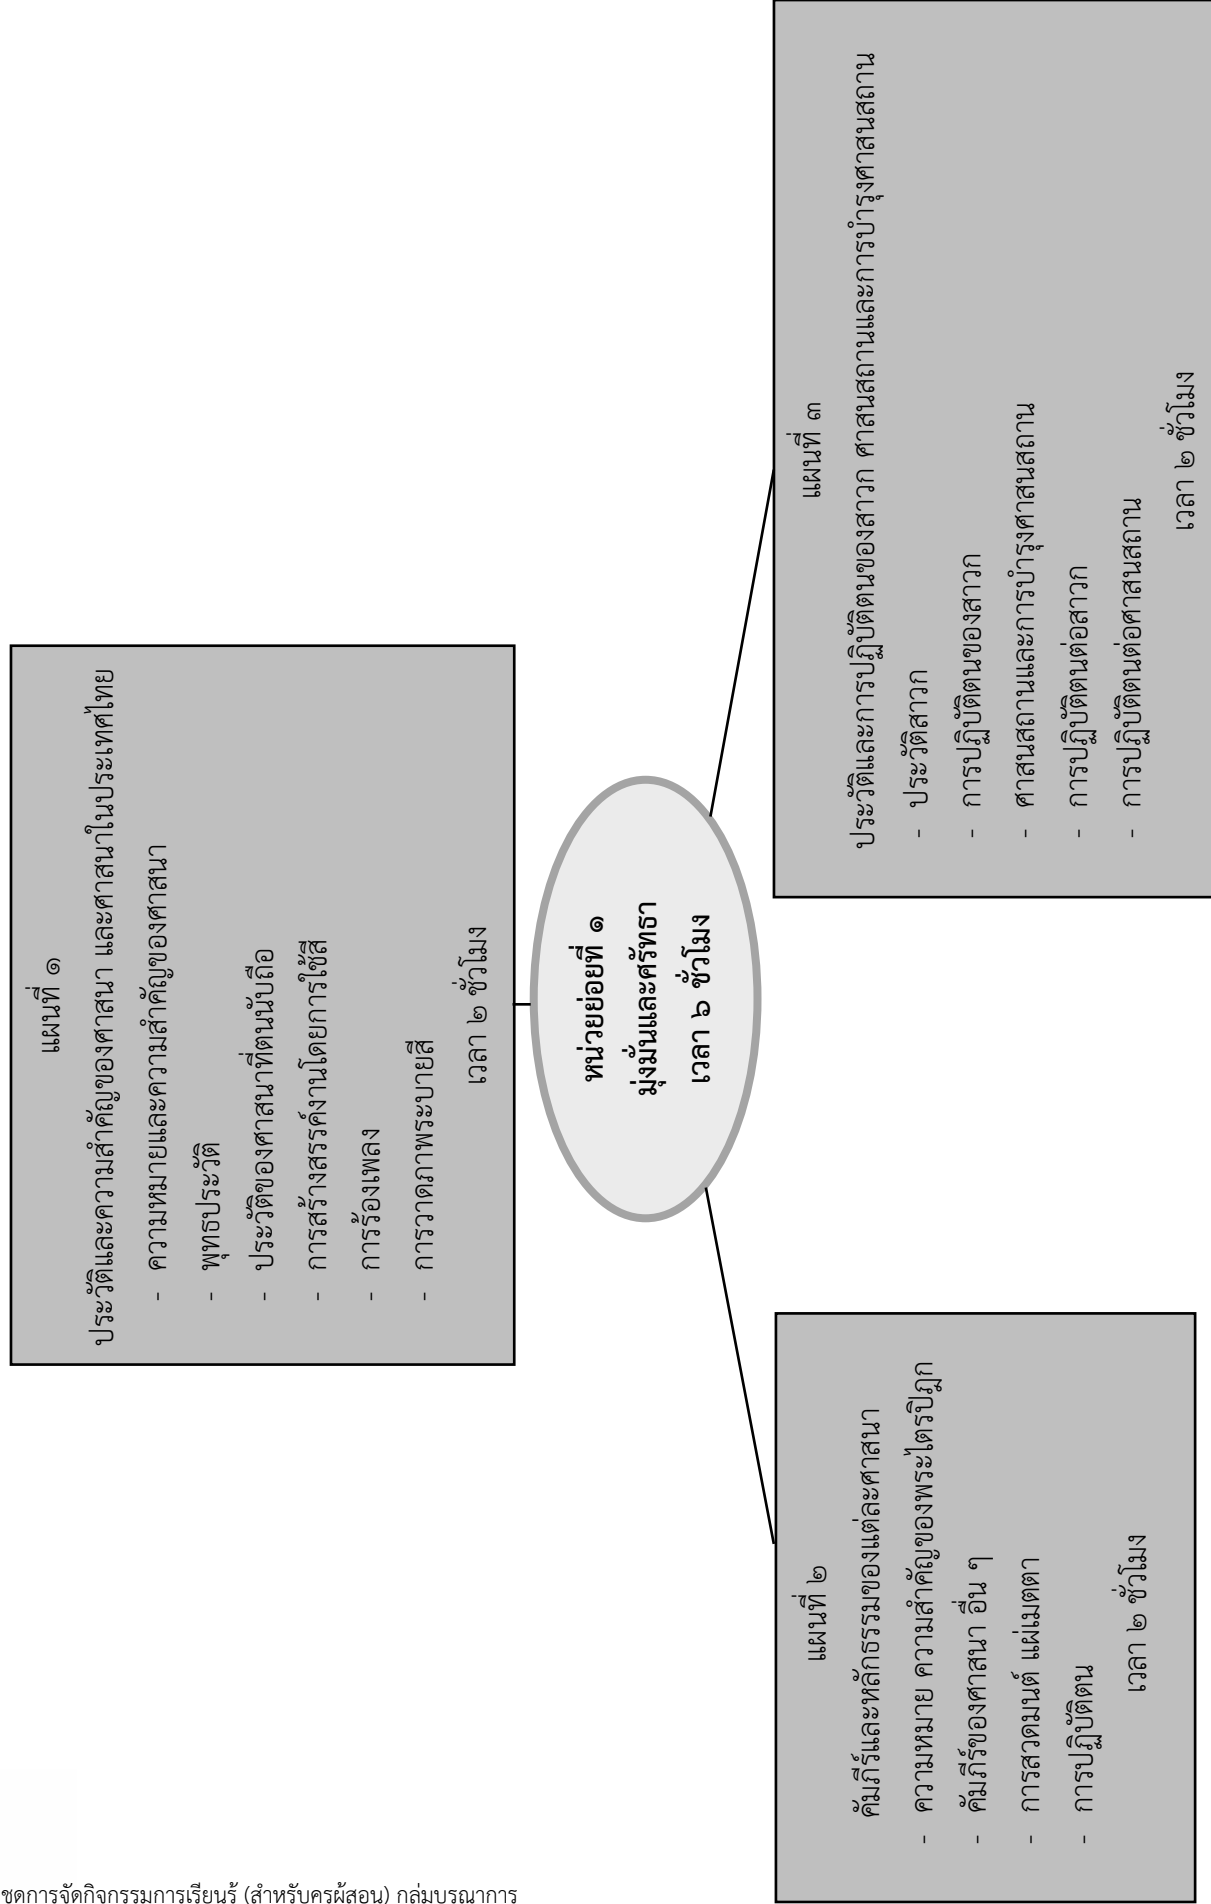 แผนที่ ๑
ประวัติและความสำคัญของศาสนา และศาสนาในประเทศไทย
- ความหมายและความสำคัญของศาสนา
- พุทธประวัติ
- ประวัติของศาสนาที่ตนนับถือ
- การสร้างสรรค์งานโดยการใช้สี
- การร้องเพลง
- การวาดภาพระบายสี
เวลา ๒ ชั่วโมง
หน่วยย่อยที่ ๑
มุ่งมั่นและศรัทธา
เวลา ๖ ชั่วโมง
แผนที่ ๒
คัมภีร์และหลักธรรมของแต่ละศาสนา
- ความหมาย ความสำคัญของพระไตรปิฎก
- คัมภีร์ของศาสนา อื่น ๆ
- การสวดมนต์ แผ่เมตตา
- การปฏิบัติตน
เวลา ๒ ชั่วโมง
แผนที่ ๓
ประวัติและการปฏิบัติตนของสาวก ศาสนสถานและการบำรุงศาสนสถาน
- ประวัติสาวก
- การปฏิบัติตนของสาวก
- ศาสนสถานและการบำรุงศาสนสถาน
- การปฏิบัติตนต่อสาวก
- การปฏิบัติตนต่อศาสนสถาน
เวลา ๒ ชั่วโมง
ชุดการจัดกิจกรรมการเรียนรู้ (สำหรับครูผู้สอน) กลุ่มบูรณาการ